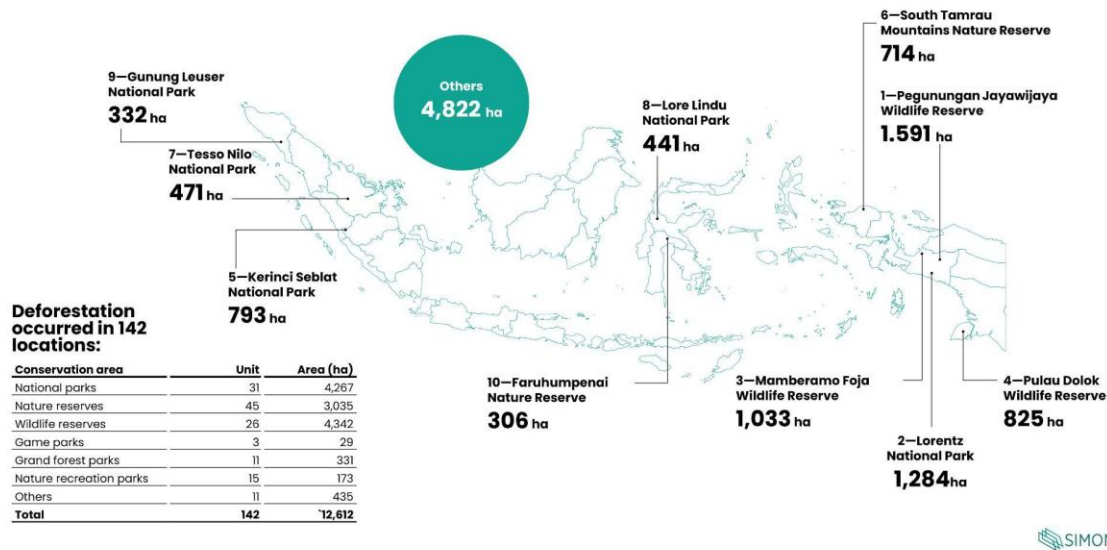 6—South Tamrau
Mountains Nature Reserve
714 ha
9—Gunung Leuser
National Park
332 ha
Others
4,822 ha
8—Lore Lindu
National Park
441 ha
1—Pegunungan Jayawijaya
Wildlife Reserve
1.591 ha
7—Tesso Nilo
National Park
471 ha
5—Kerinci Seblat
National Park
793 ha
Deforestation
occurred in 142
locations:
Conservation area Unit Area (ha)
National parks 31 4,267
Nature reserves 45 3,035
Wildlife reserves 26 4,342
Game parks 3 29
Grand forest parks 11 331
Nature recreation parks 15 173
Others 11 435
Total 142 `12,612
10—Faruhumpenai
Nature Reserve
306 ha
3—Mamberamo Foja
Wildlife Reserve
1,033 ha
4—Pulau Dolok
Wildlife Reserve
825 ha
2—Lorentz
National Park
1,284ha
SIMON